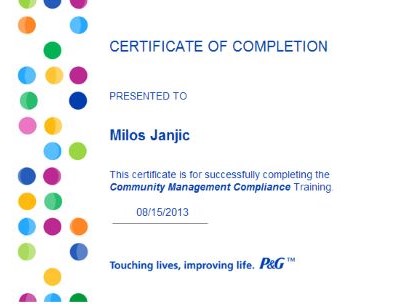 CERTIFICATE OF COMPLETION
PRESENTED TO
Milos Janjic
This certificate is for successfully completing the
Community Management Compliance Training.
08/15/2013
Touching lives, improving life. P&G™